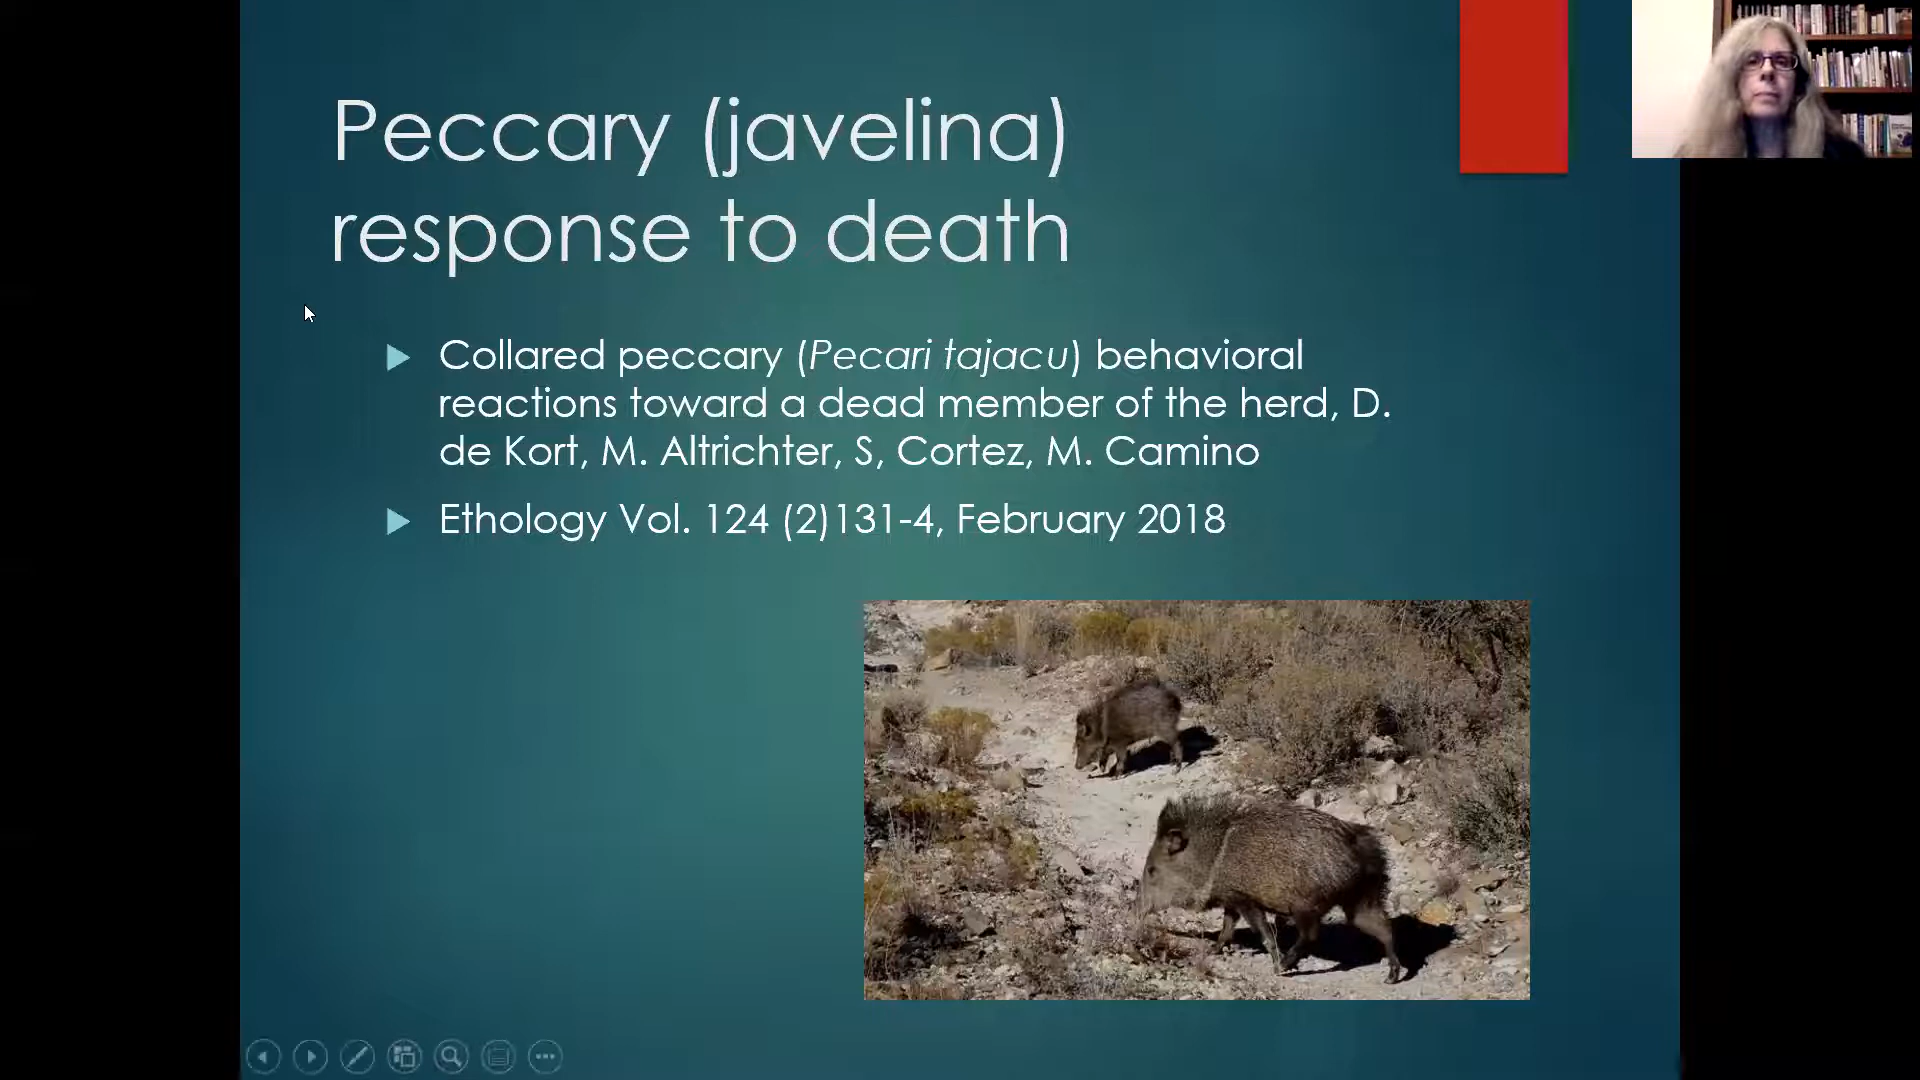 Peccary (javelina)
response to death
Collared peccary (Pecari tajacu) behavioral
reactions toward a dead member of the herd, D.
de Kort, M. Altrichter, S, Cortez, M. Camino
Ethology Vol. 124 (2)131-4, February 2018